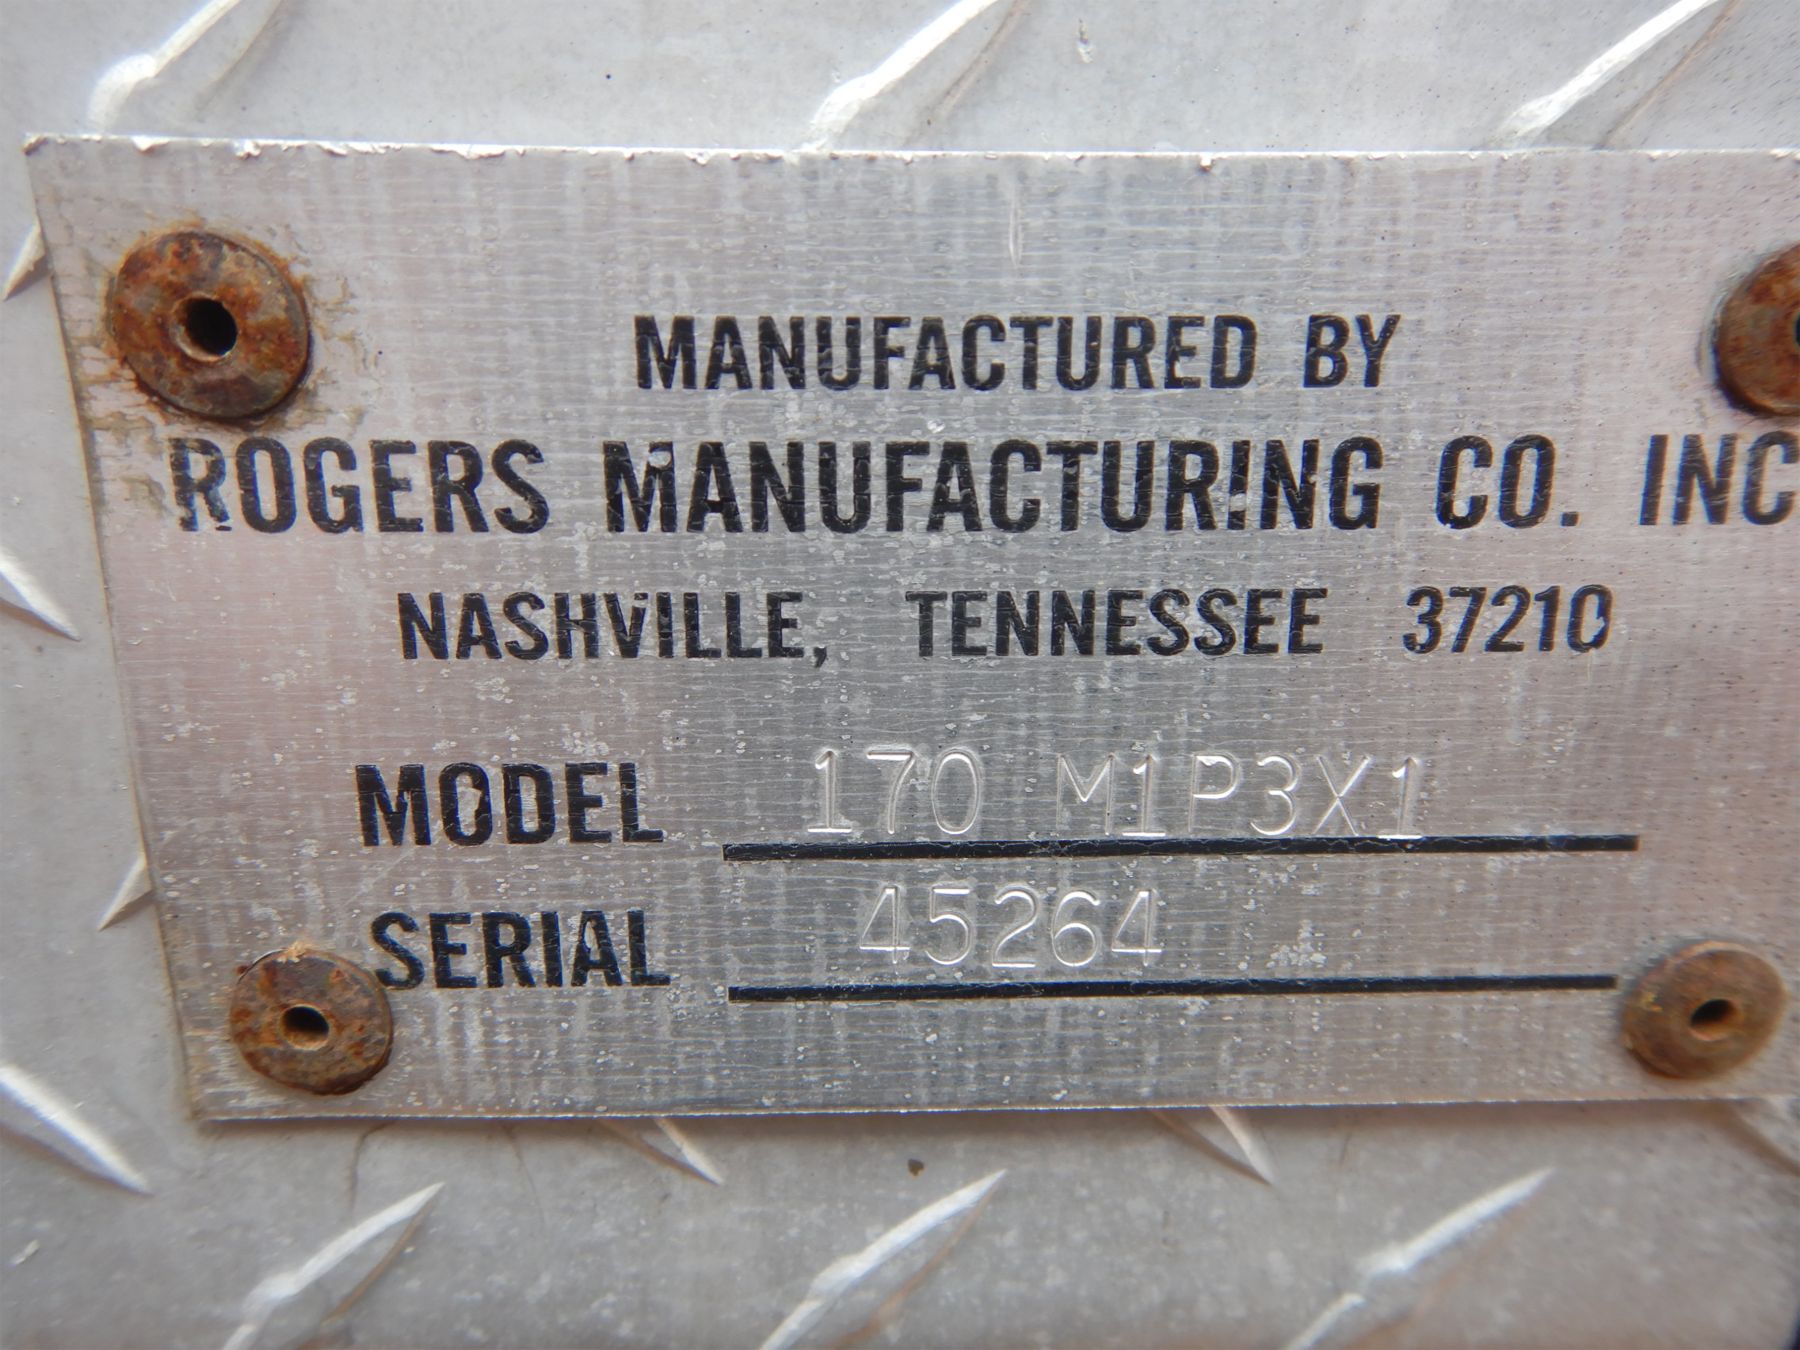 MANUFACTURED BY
ROGERS MANUFACTURING CO. INC
NASHVILLE, TENNESSEE 37210
MODEL 170 M1P3X1
SERIAL 45264